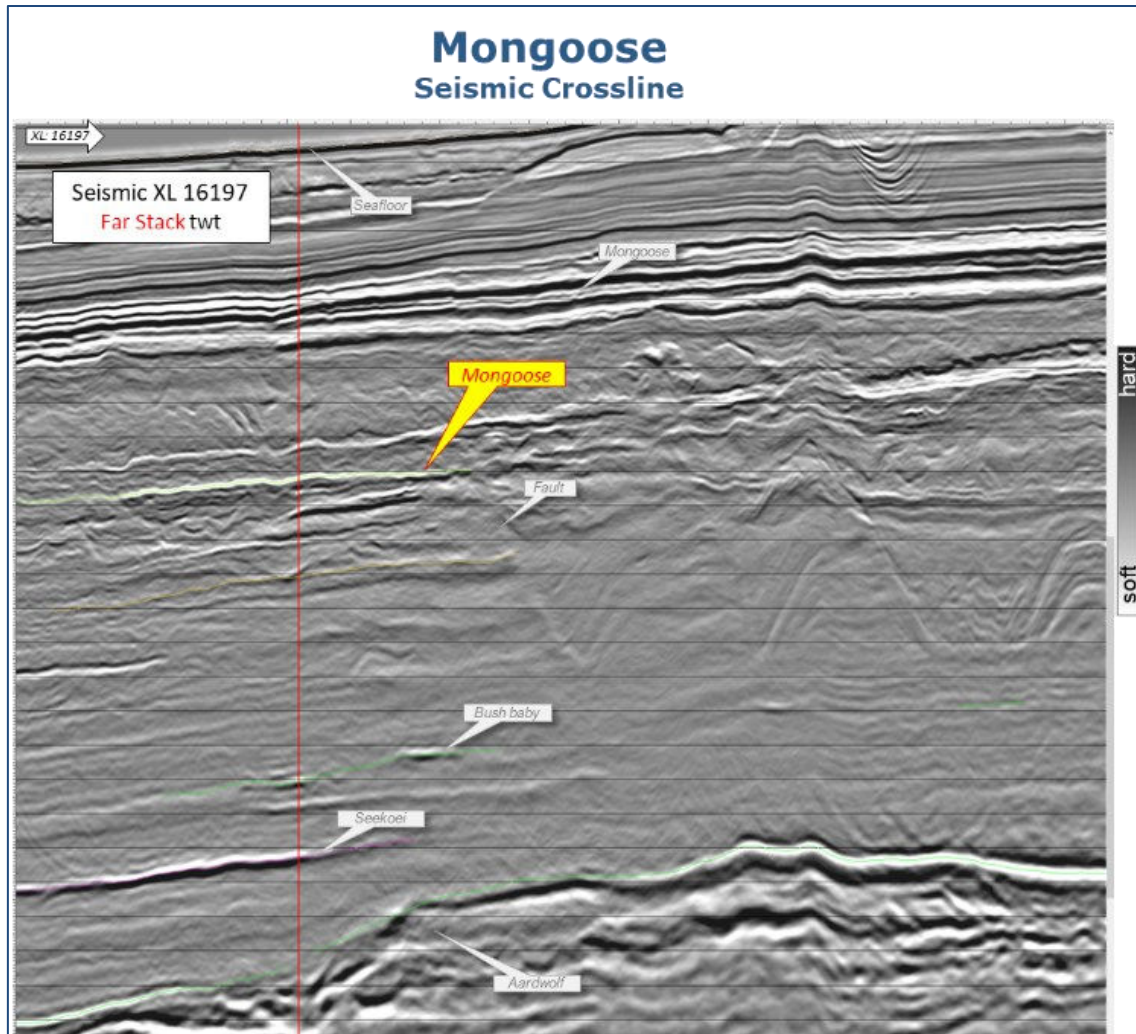 Mongoose
Seismic Crossline
XL: 16197
Seismic XL 16197
Far Stack twt
Seafloor
Mongoose
Mongoose
Fault
hard
soft
Bush baby
Seekoei
Aardwolf